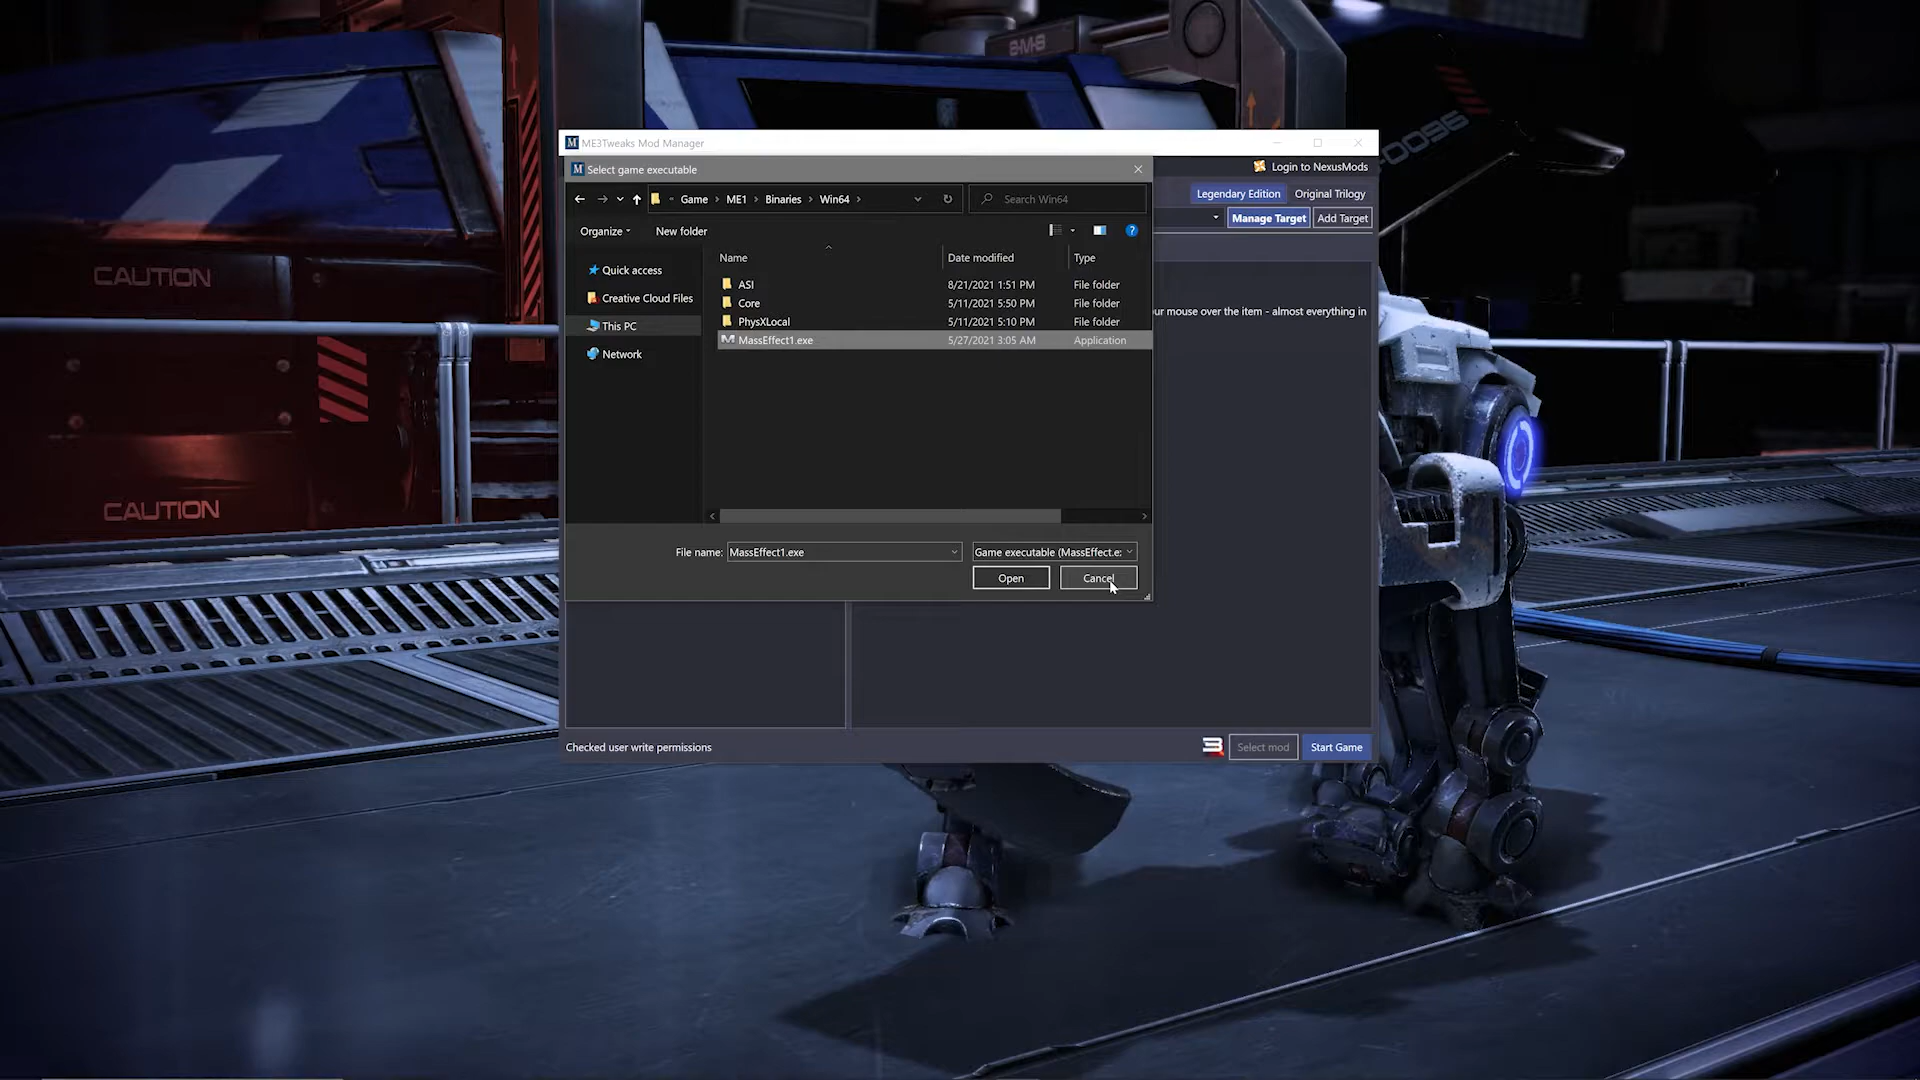 8-M-8
0096
CAUTION
CAUTION
ME3Tweaks Mod Manager
Select game executable
Login to NexusMods
Game › ME1 › Binaries › Win64 ›
Search Win64
Legendary Edition
Original Trilogy
Manage Target
Add Target
Organize
New folder
Name
Date modified
Type
Quick access
Creative Cloud Files
This PC
Network
ASI 8/21/2021 1:51 PM File folder
Core 5/11/2021 5:50 PM File folder
PhysXLocal 5/11/2021 5:10 PM File folder
MassEffect1.exe 5/27/2021 3:05 AM Application
ur mouse over the item - almost everything in
File name: MassEffect1.exe
Game executable (MassEffect.e:
Open
Cancel
Checked user write permissions
3
Select mod
Start Game